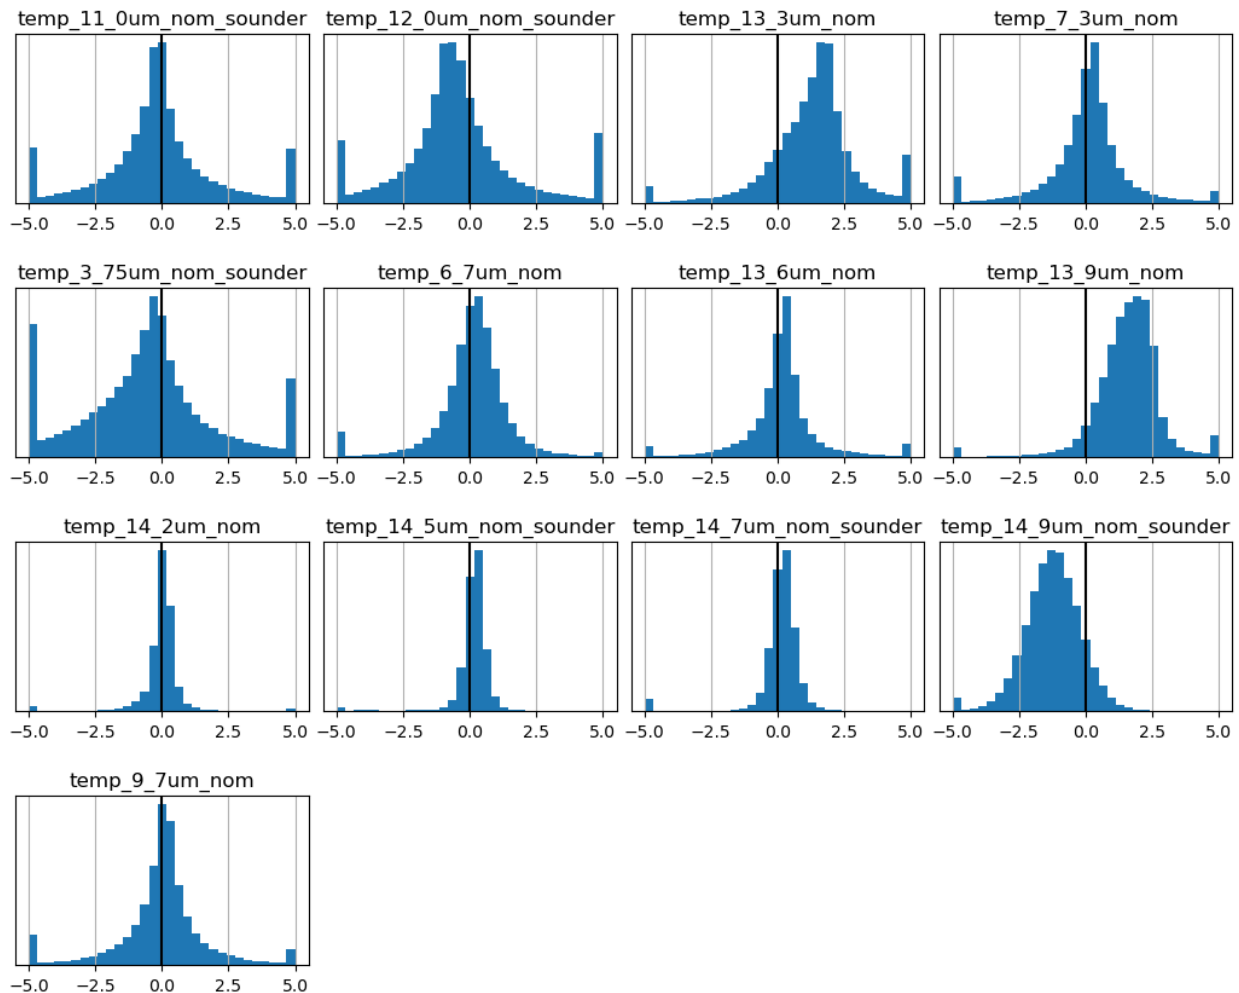 temp_11_0um_nom_sounder temp_12_0um_nom_sounder temp_13_3um_nom temp_7_3um_nom
−5.0 −2.5 0.0 2.5 5.0 −5.0 −2.5 0.0 2.5 5.0 −5.0 −2.5 0.0 2.5 5.0 −5.0 −2.5 0.0 2.5 5.0
temp_3_75um_nom_sounder temp_6_7um_nom temp_13_6um_nom temp_13_9um_nom
−5.0 −2.5 0.0 2.5 5.0 −5.0 −2.5 0.0 2.5 5.0 −5.0 −2.5 0.0 2.5 5.0 −5.0 −2.5 0.0 2.5 5.0
temp_14_2um_nom temp_14_5um_nom_sounder temp_14_7um_nom_sounder temp_14_9um_nom_sounder
−5.0 −2.5 0.0 2.5 5.0 −5.0 −2.5 0.0 2.5 5.0 −5.0 −2.5 0.0 2.5 5.0 −5.0 −2.5 0.0 2.5 5.0
temp_9_7um_nom
−5.0 −2.5 0.0 2.5 5.0